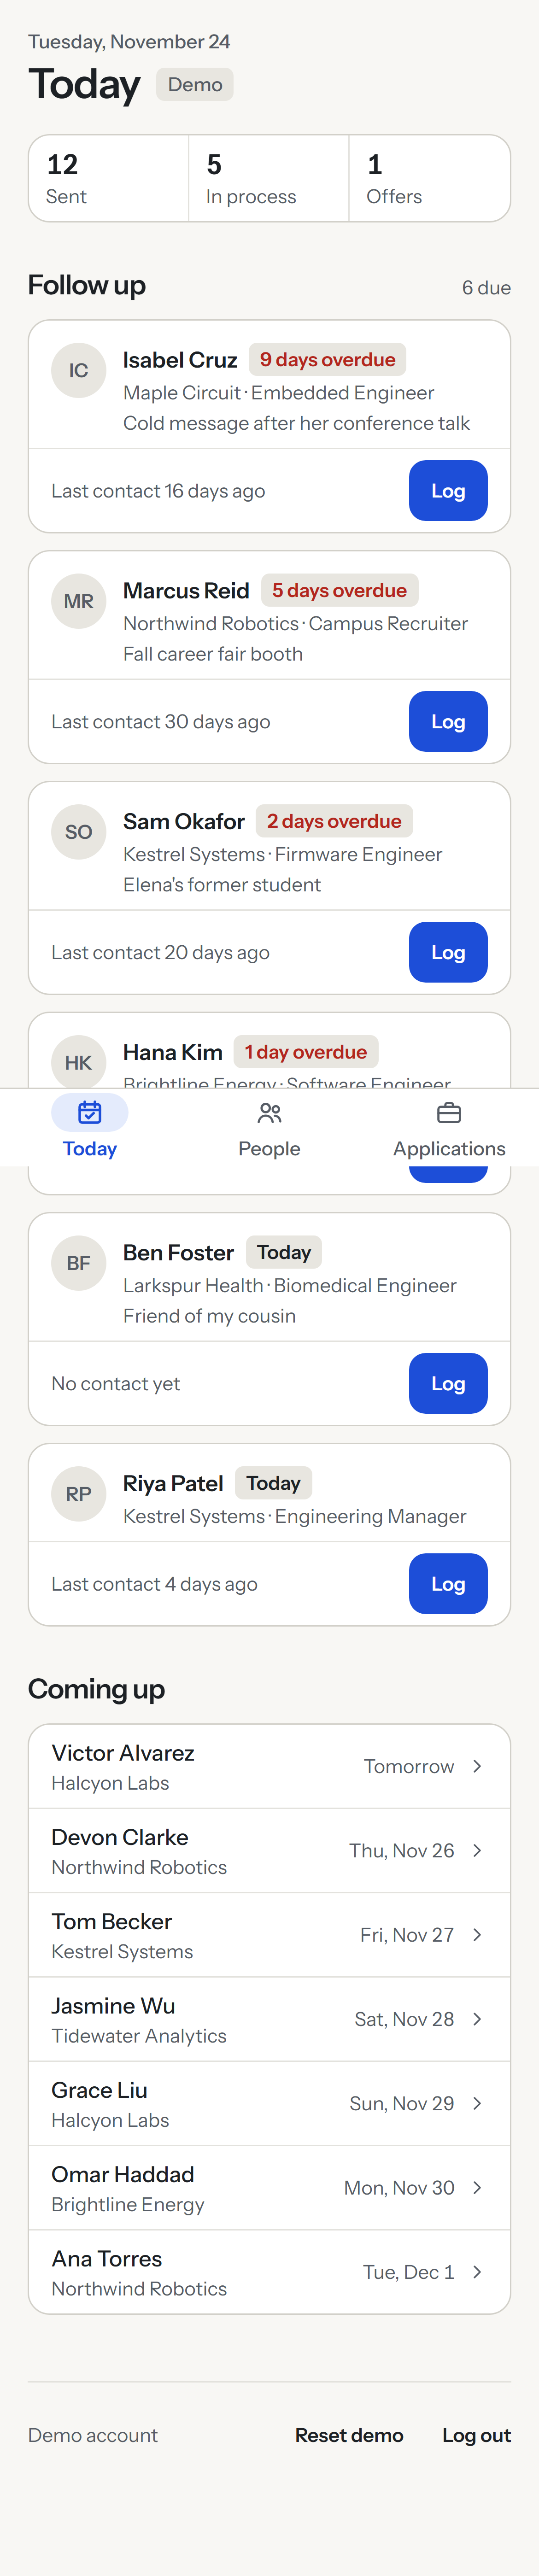 Tuesday, November 24
Today Demo
12 5 1
Sent In process Offers
Follow up 6 due
IC Isabel Cruz 9 days overdue
Maple Circuit · Embedded Engineer
Cold message after her conference talk
Last contact 16 days ago Log
MR Marcus Reid 5 days overdue
Northwind Robotics · Campus Recruiter
Fall career fair booth
Last contact 30 days ago Log
SO Sam Okafor 2 days overdue
Kestrel Systems · Firmware Engineer
Elena's former student
Last contact 20 days ago Log
HK Hana Kim 1 day overdue
Brightline Energy · Software Engineer
Today People Applications
BF Ben Foster Today
Larkspur Health · Biomedical Engineer
Friend of my cousin
No contact yet Log
RP Riya Patel Today
Kestrel Systems · Engineering Manager
Last contact 4 days ago Log
Coming up
Victor Alvarez
Halcyon Labs Tomorrow
Devon Clarke
Northwind Robotics Thu, Nov 26
Tom Becker
Kestrel Systems Fri, Nov 27
Jasmine Wu
Tidewater Analytics Sat, Nov 28
Grace Liu
Halcyon Labs Sun, Nov 29
Omar Haddad
Brightline Energy Mon, Nov 30
Ana Torres
Northwind Robotics Tue, Dec 1
Demo account Reset demo Log out